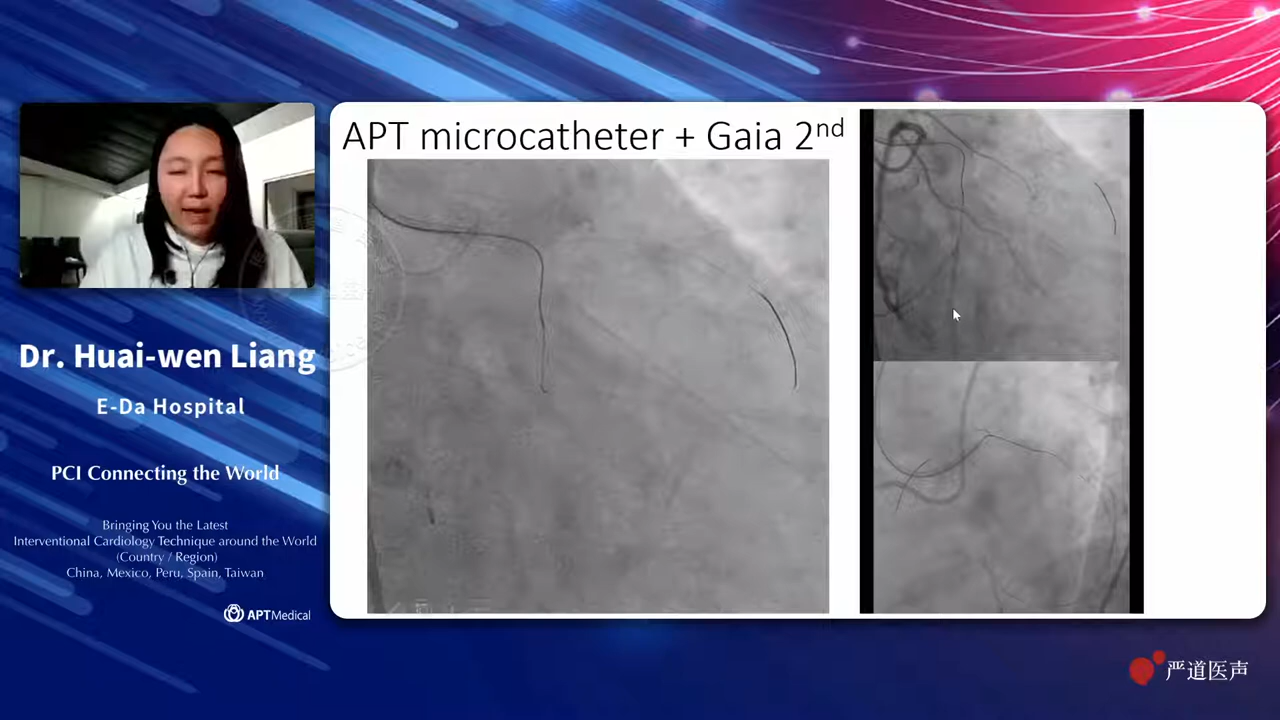 APT microcatheter + Gaia 2nd
Dr. Huai-wen Liang
E-Da Hospital
PCI Connecting the World
Bringing You the Latest
Interventional Cardiology Technique around the World
(Country / Region)
China, Mexico, Peru, Spain, Taiwan
APTMedical
严道医声